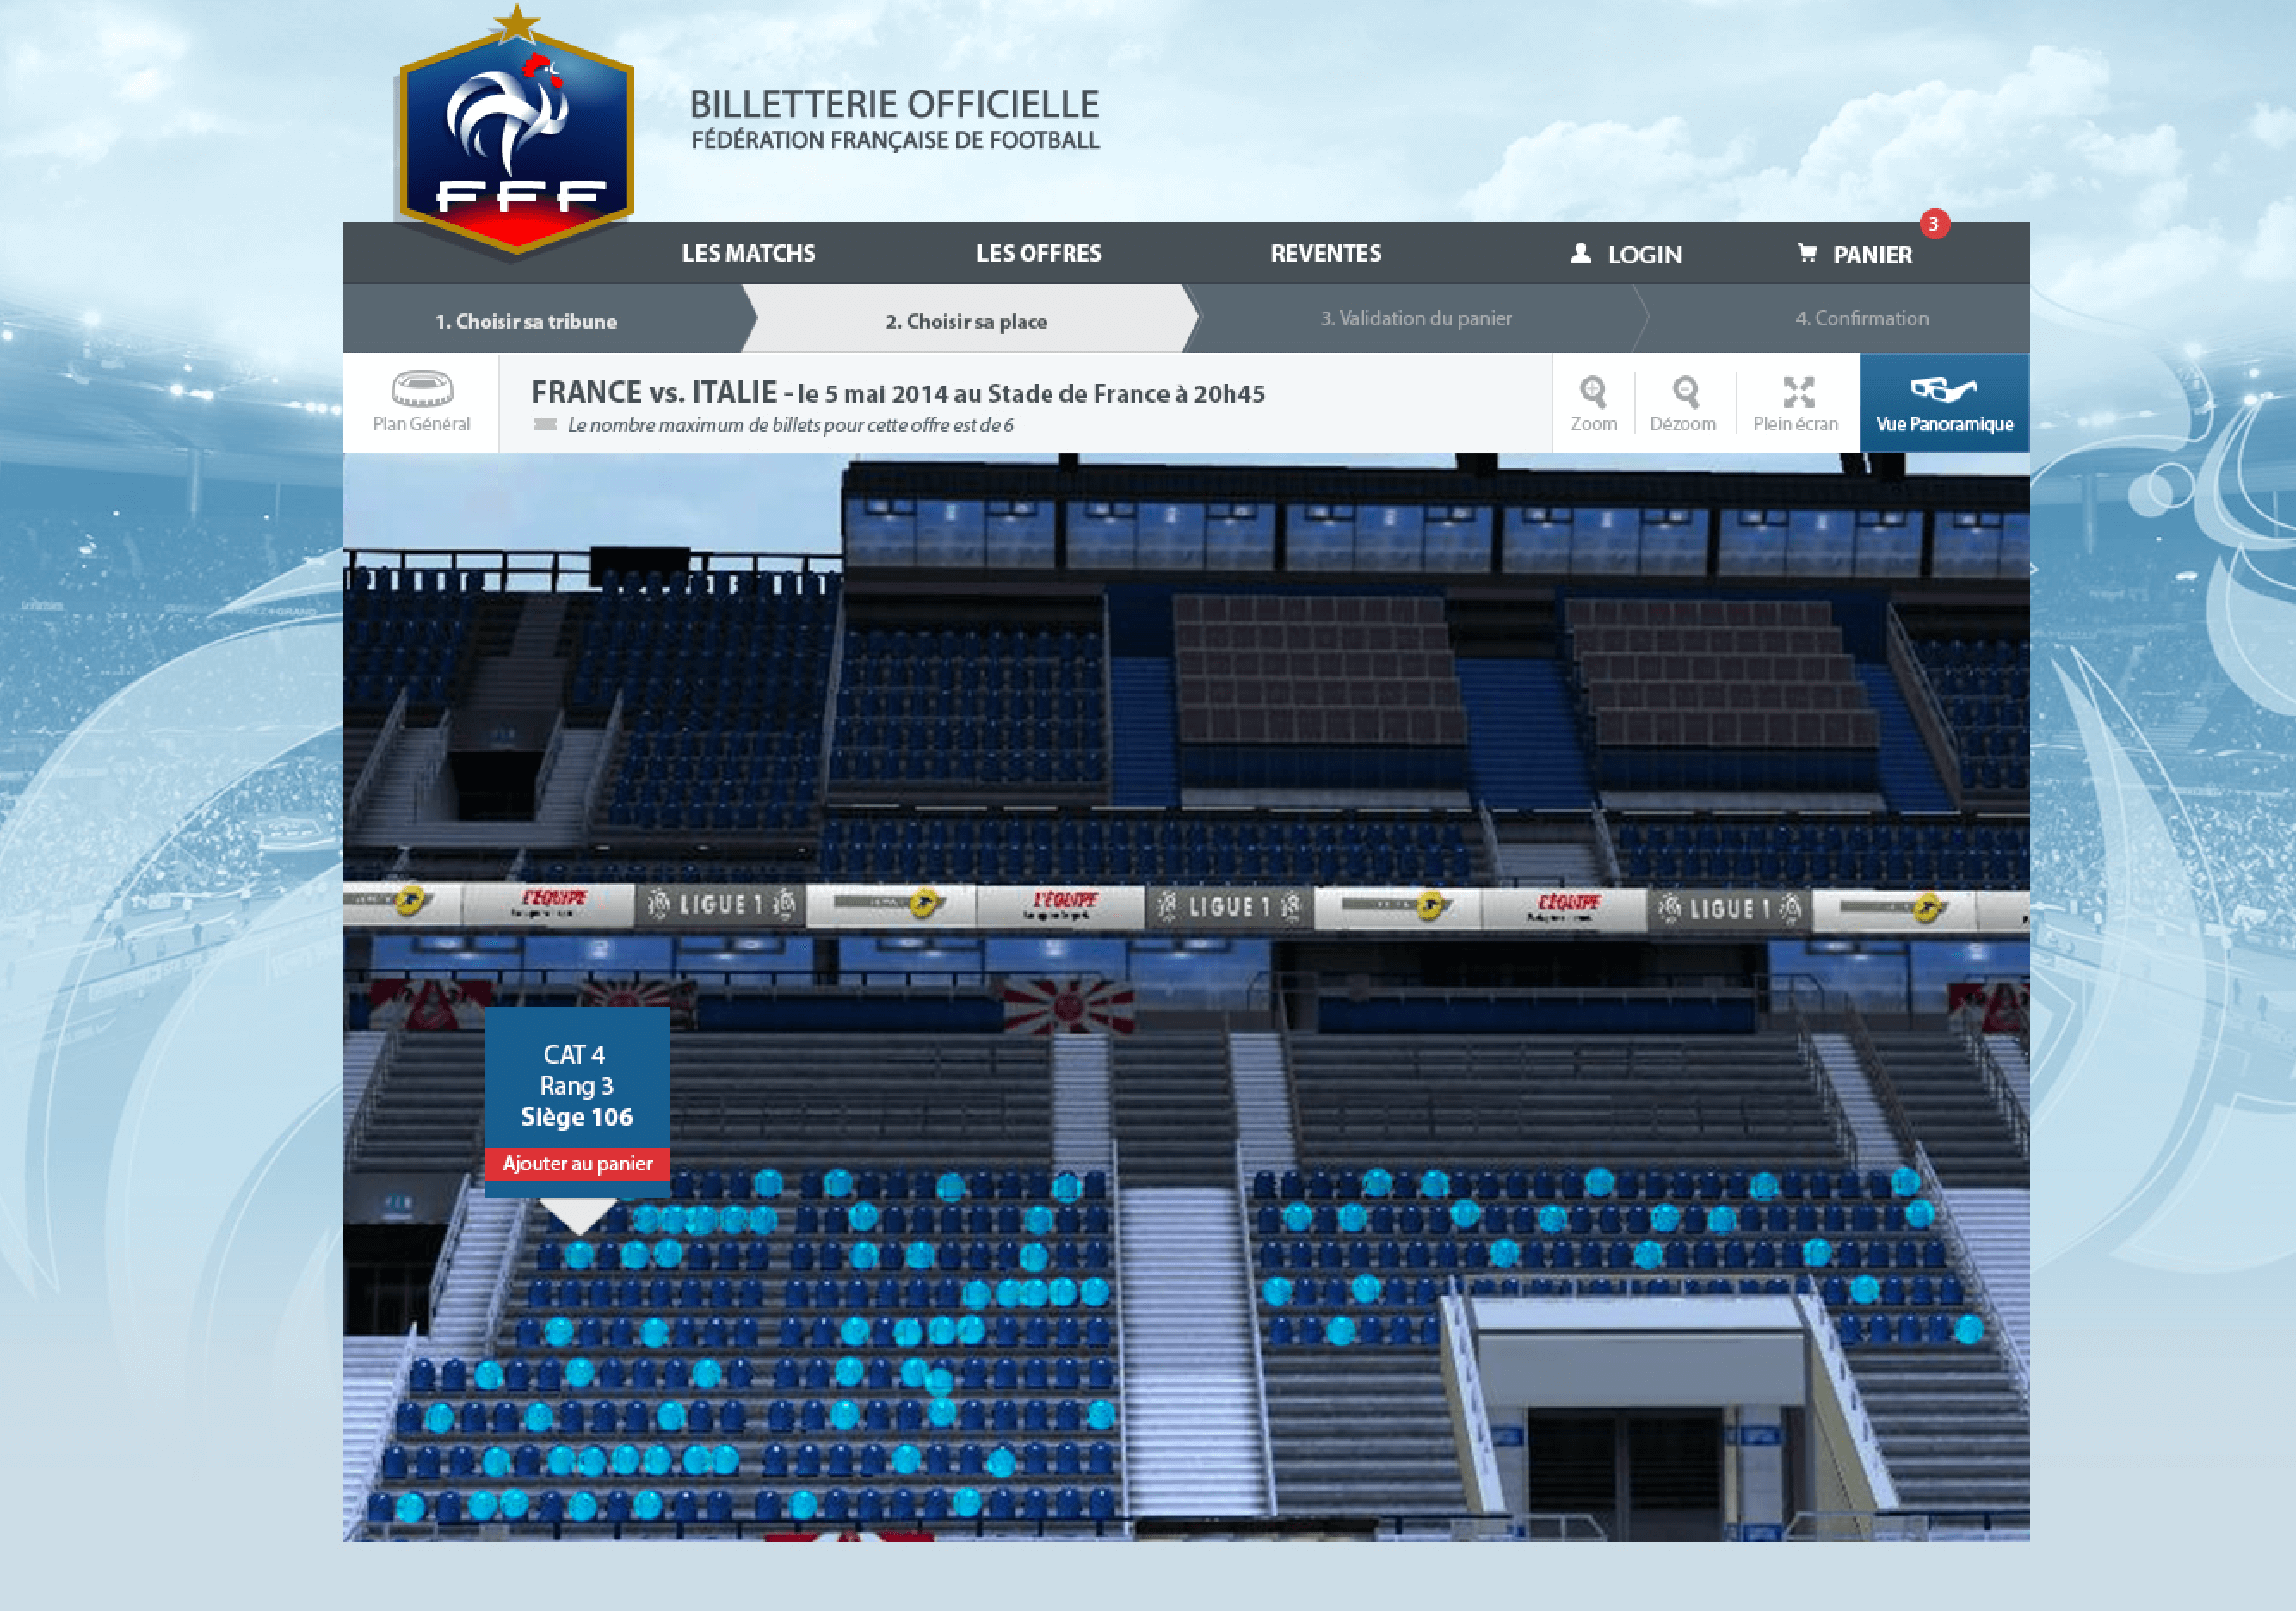 FFF
BILLETTERIE OFFICIELLE
FÉDÉRATION FRANÇAISE DE FOOTBALL
LES MATCHS
LES OFFRES
REVENTES
LOGIN
PANIER
3
1. Choisir sa tribune
2. Choisir sa place
3. Validation du panier
4. Confirmation
Plan Général
FRANCE vs. ITALIE - le 5 mai 2014 au Stade de France à 20h45
Le nombre maximum de billets pour cette offre est de 6
Zoom
Dézoom
Plein écran
Vue Panoramique
L'ÉQUIPE
LIGUE 1
L'ÉQUIPE
LIGUE 1
L'ÉQUIPE
LIGUE 1
CAT 4
Rang 3
Siège 106
Ajouter au panier